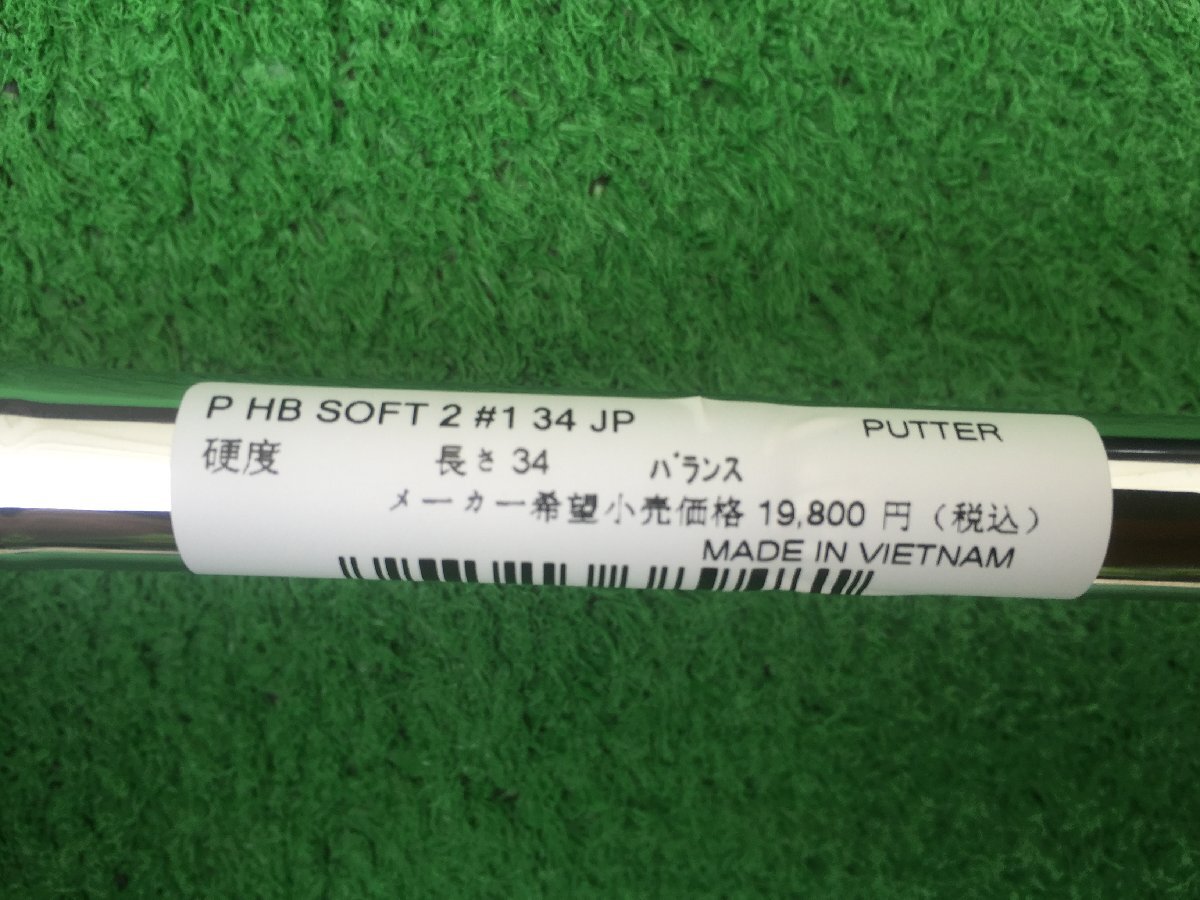 P HB SOFT 2 #1 34 JP PUTTER
硬度 長さ 34 ﾊﾞﾗﾝｽ
メーカー希望小売価格 19,800 円（税込）
MADE IN VIETNAM